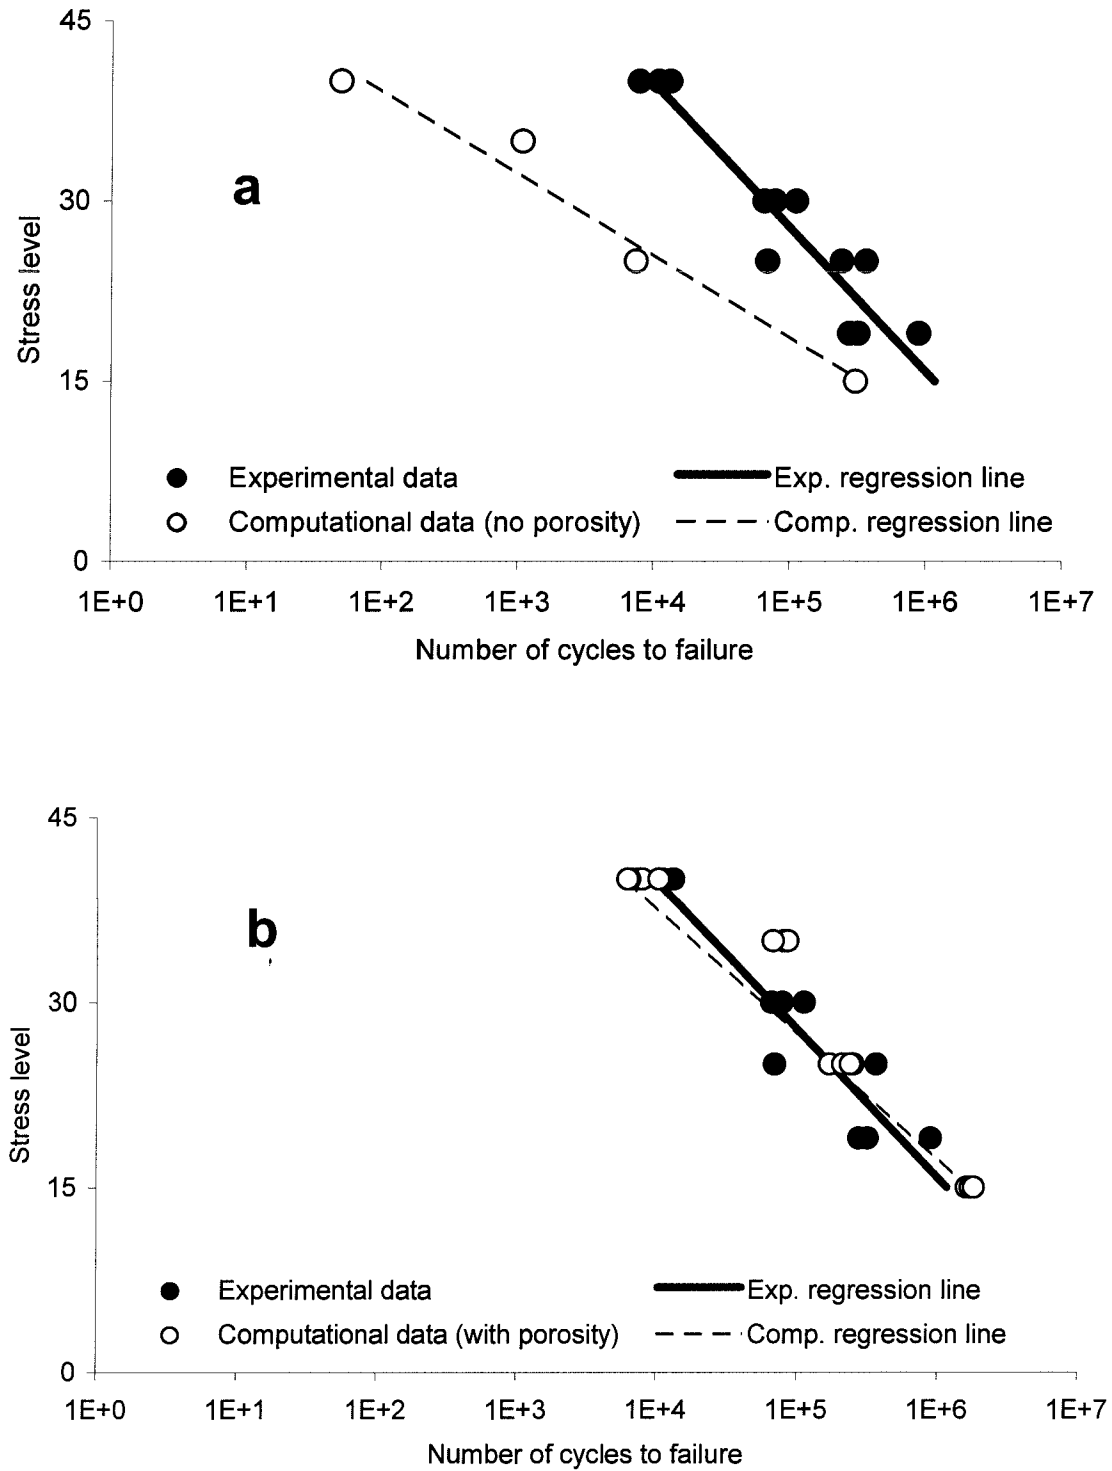 45
a
30
Stress level
15
Experimental data Exp. regression line
Computational data (no porosity) Comp. regression line
0
1E+0 1E+1 1E+2 1E+3 1E+4 1E+5 1E+6 1E+7
Number of cycles to failure
45
b
30
Stress level
15
Experimental data Exp. regression line
Computational data (with porosity) Comp. regression line
0
1E+0 1E+1 1E+2 1E+3 1E+4 1E+5 1E+6 1E+7
Number of cycles to failure